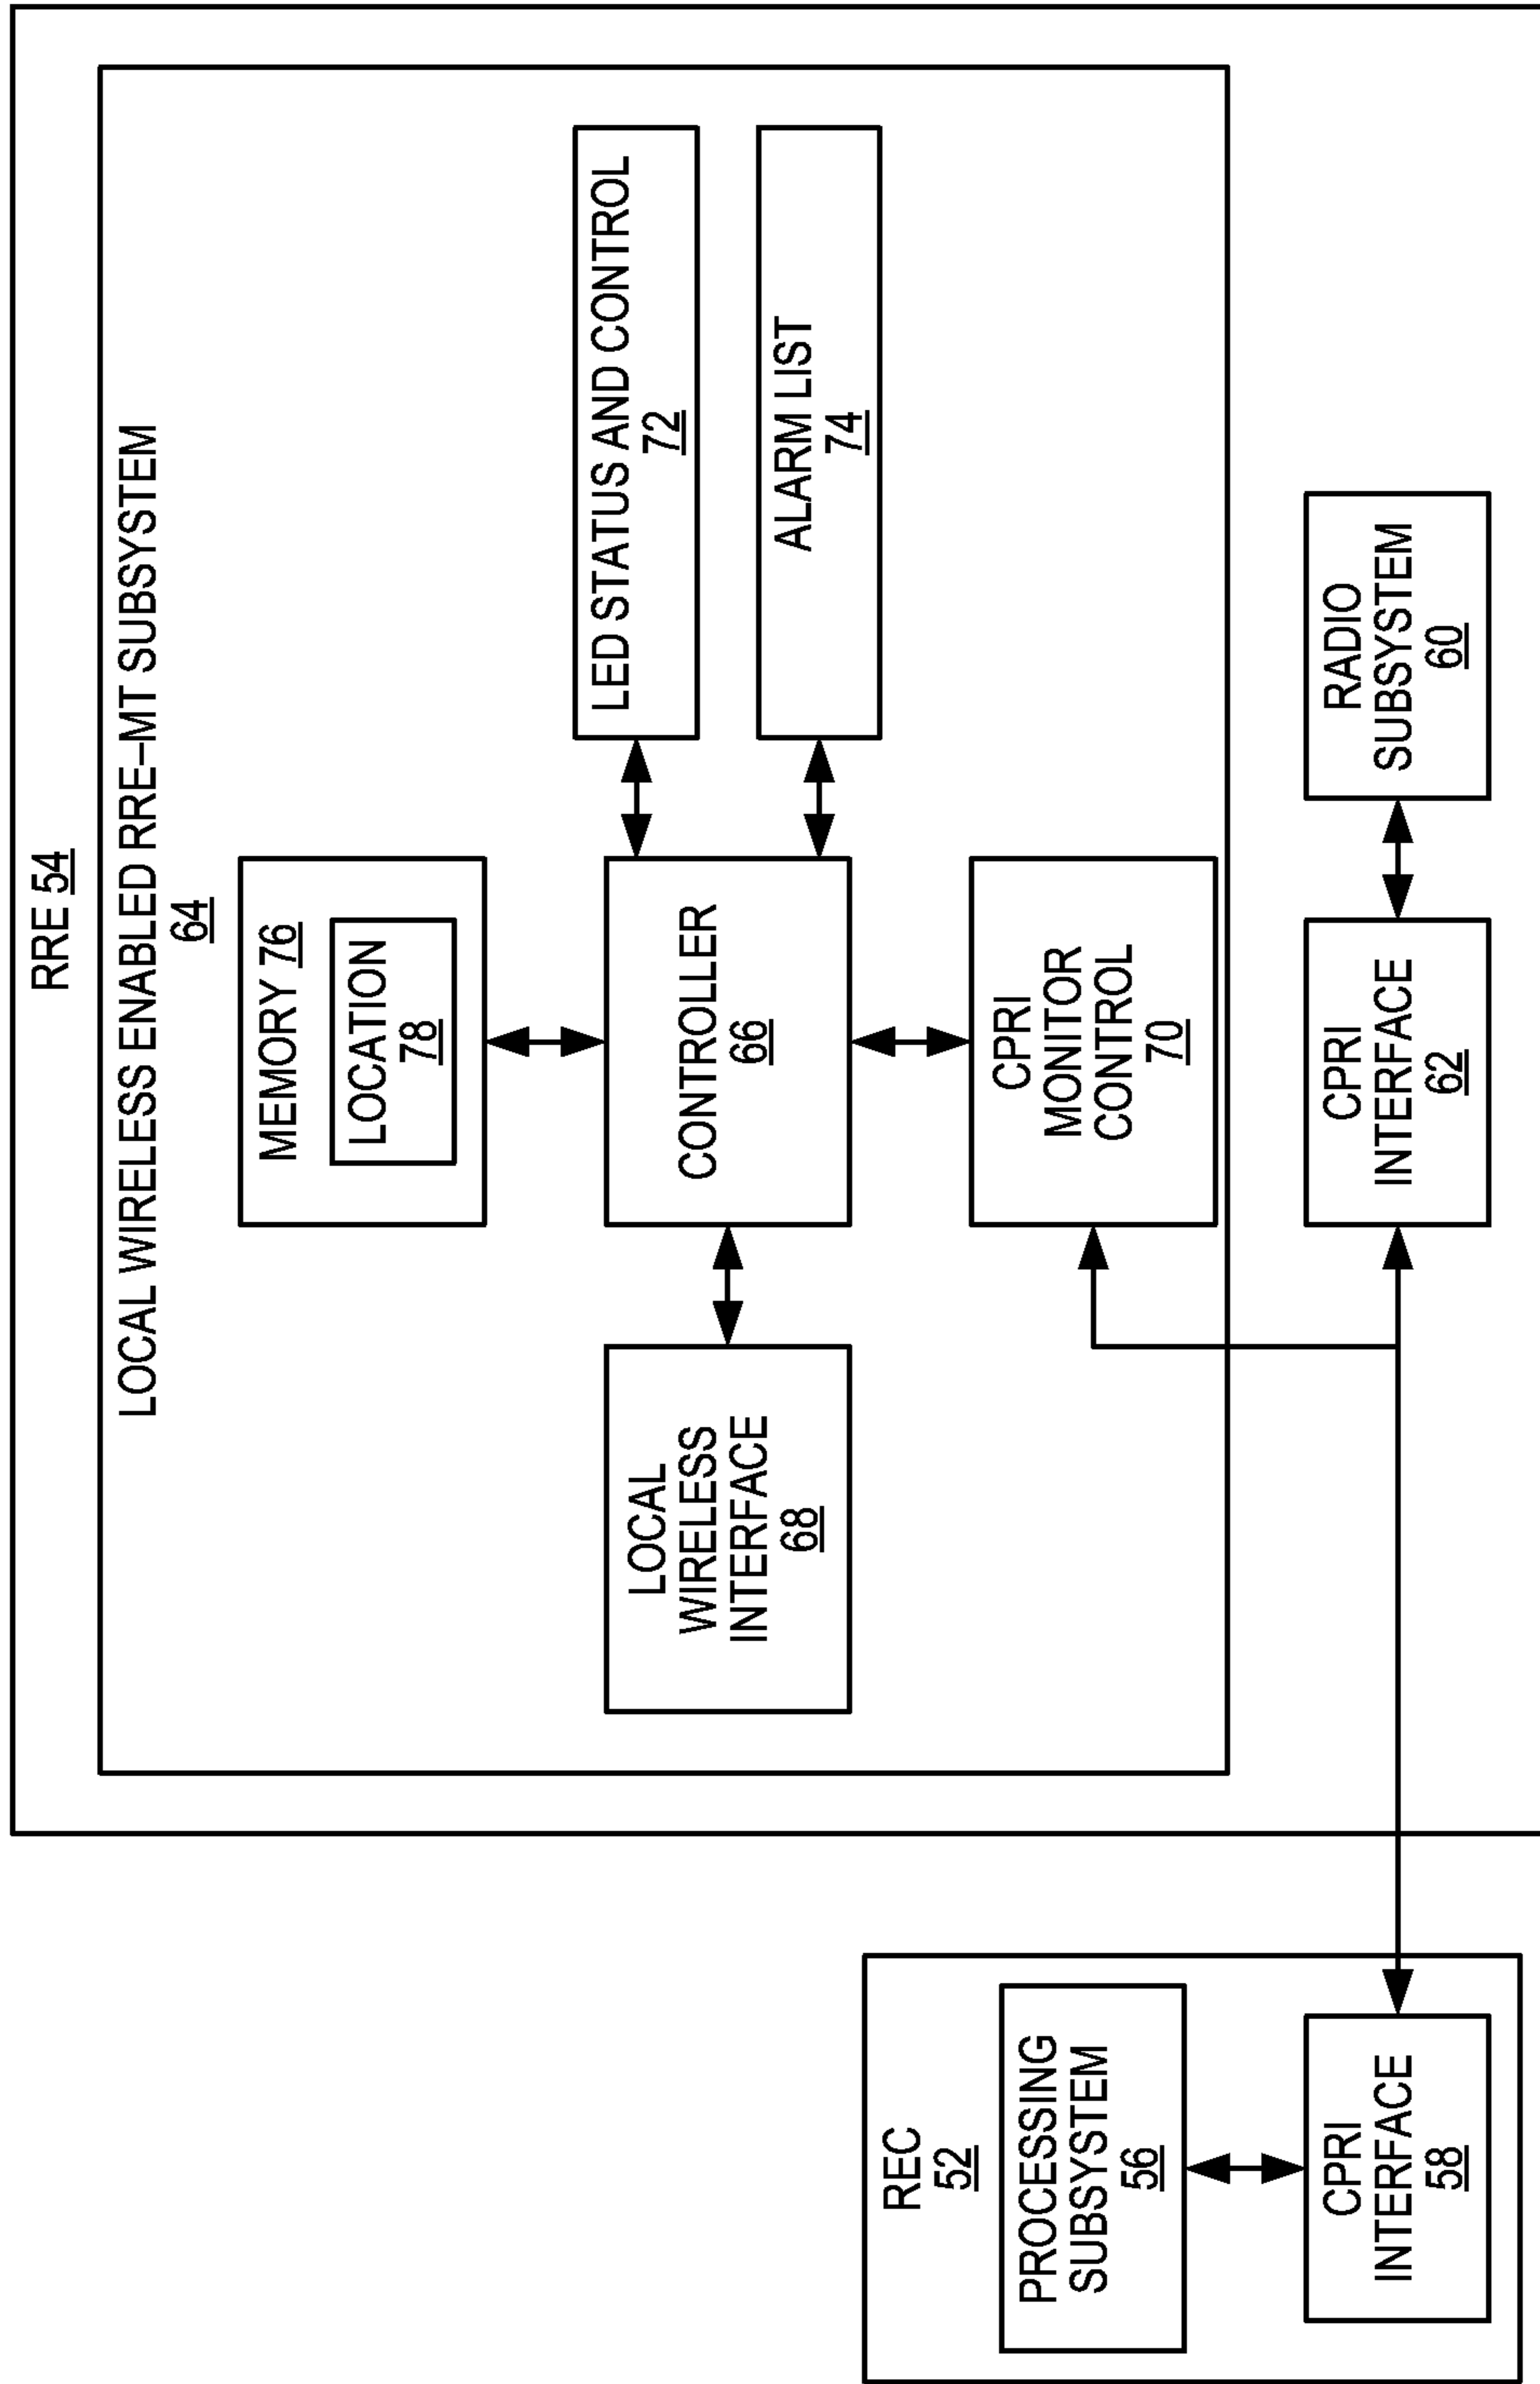 RRE 54
LOCAL WIRELESS ENABLED RRE–MT SUBSYSTEM
64
MEMORY 76
LOCATION
78
LED STATUS AND CONTROL
72
LOCAL
WIRELESS
INTERFACE
68
CONTROLLER
66
ALARM LIST
74
REC
52
PROCESSING
SUBSYSTEM
56
CPRI
MONITOR
CONTROL
70
CPRI
INTERFACE
58
CPRI
INTERFACE
62
RADIO
SUBSYSTEM
60